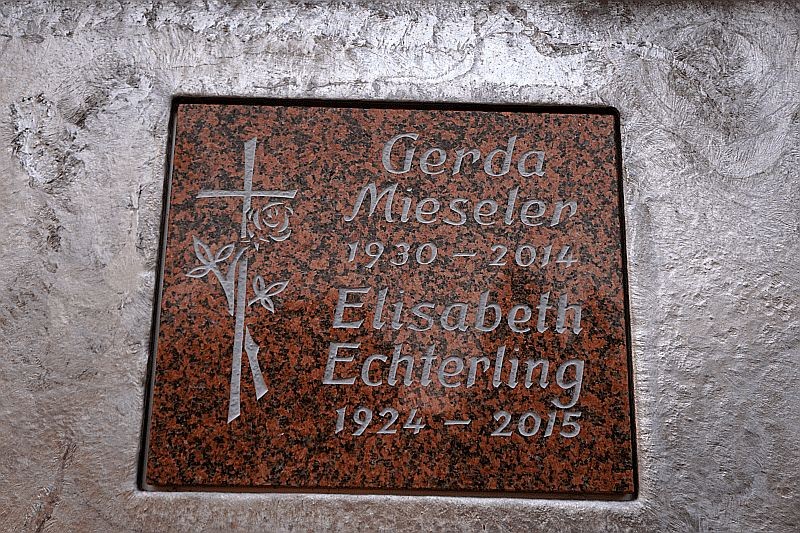 Gerda
Mieseler
1930 – 2014
Elisabeth
Echterling
1924 – 2015